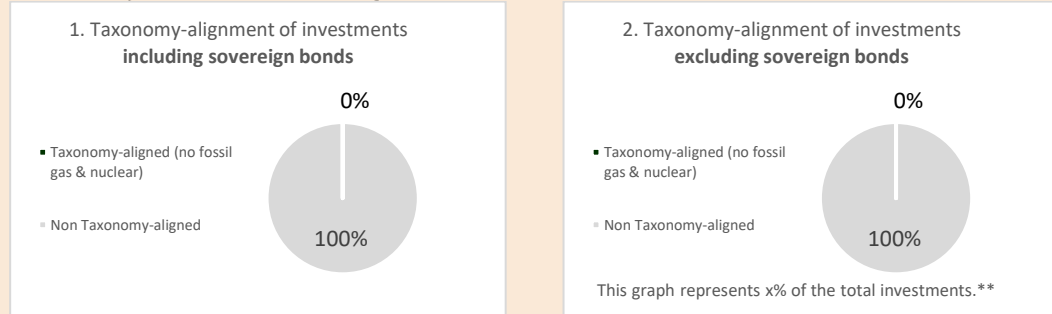 1. Taxonomy-alignment of investments
including sovereign bonds
0%
Taxonomy-aligned (no fossil
gas & nuclear)
Non Taxonomy-aligned
100%
2. Taxonomy-alignment of investments
excluding sovereign bonds
0%
Taxonomy-aligned (no fossil
gas & nuclear)
Non Taxonomy-aligned
100%
This graph represents x% of the total investments.**